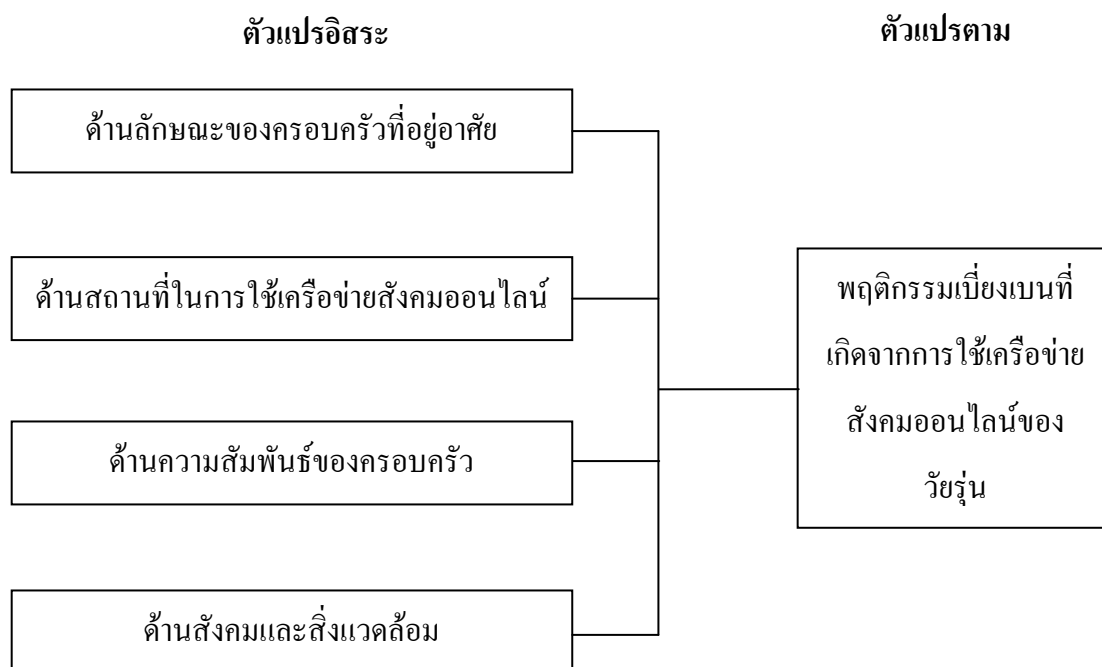 ตัวแปรอิสระ
ตัวแปรตาม
ด้านลักษณะของครอบครัวที่อยู่อาศัย
ด้านสถานที่ในการใช้เครือข่ายสังคมออนไลน์
ด้านความสัมพันธ์ของครอบครัว
ด้านสังคมและสิ่งแวดล้อม
พฤติกรรมเบี่ยงเบนที่
เกิดจากการใช้เครือข่าย
สังคมออนไลน์ของ
วัยรุ่น